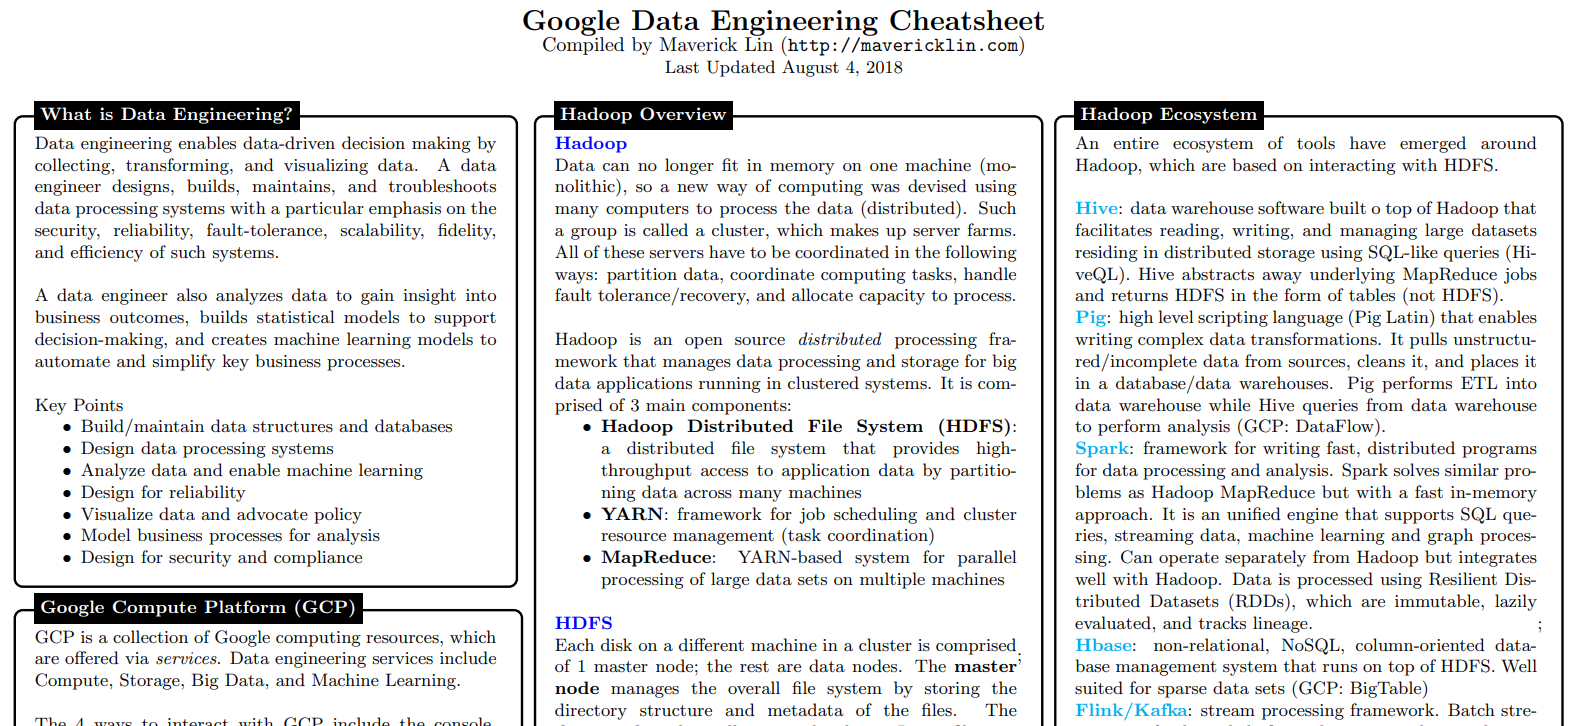 Google Data Engineering Cheatsheet
Compiled by Maverick Lin (http://mavericklin.com)
Last Updated August 4, 2018
What is Data Engineering?
Data engineering enables data-driven decision making by
collecting, transforming, and visualizing data. A data
engineer designs, builds, maintains, and troubleshoots
data processing systems with a particular emphasis on the
security, reliability, fault-tolerance, scalability, fidelity,
and efficiency of such systems.
A data engineer also analyzes data to gain insight into
business outcomes, builds statistical models to support
decision-making, and creates machine learning models to
automate and simplify key business processes.
Key Points
• Build/maintain data structures and databases
• Design data processing systems
• Analyze data and enable machine learning
• Design for reliability
• Visualize data and advocate policy
• Model business processes for analysis
• Design for security and compliance
Google Compute Platform (GCP)
GCP is a collection of Google computing resources, which
are offered via services. Data engineering services include
Compute, Storage, Big Data, and Machine Learning.
The 4 ways to interact with GCP include the console,
Hadoop Overview
Hadoop
Data can no longer fit in memory on one machine (mo-
nolithic), so a new way of computing was devised using
many computers to process the data (distributed). Such
a group is called a cluster, which makes up server farms.
All of these servers have to be coordinated in the following
ways: partition data, coordinate computing tasks, handle
fault tolerance/recovery, and allocate capacity to process.
Hadoop is an open source distributed processing fra-
mework that manages data processing and storage for big
data applications running in clustered systems. It is com-
prised of 3 main components:
• Hadoop Distributed File System (HDFS):
a distributed file system that provides high-
throughput access to application data by partitio-
ning data across many machines
• YARN: framework for job scheduling and cluster
resource management (task coordination)
• MapReduce: YARN-based system for parallel
processing of large data sets on multiple machines
HDFS
Each disk on a different machine in a cluster is comprised
of 1 master node; the rest are data nodes. The master
node manages the overall file system by storing the
directory structure and metadata of the files. The
;
Hadoop Ecosystem
An entire ecosystem of tools have emerged around
Hadoop, which are based on interacting with HDFS.
Hive: data warehouse software built o top of Hadoop that
facilitates reading, writing, and managing large datasets
residing in distributed storage using SQL-like queries (Hi-
veQL). Hive abstracts away underlying MapReduce jobs
and returns HDFS in the form of tables (not HDFS).
Pig: high level scripting language (Pig Latin) that enables
writing complex data transformations. It pulls unstructu-
red/incomplete data from sources, cleans it, and places it
in a database/data warehouses. Pig performs ETL into
data warehouse while Hive queries from data warehouse
to perform analysis (GCP: DataFlow).
Spark: framework for writing fast, distributed programs
for data processing and analysis. Spark solves similar pro-
blems as Hadoop MapReduce but with a fast in-memory
approach. It is an unified engine that supports SQL que-
ries, streaming data, machine learning and graph proces-
sing. Can operate separately from Hadoop but integrates
well with Hadoop. Data is processed using Resilient Dis-
tributed Datasets (RDDs), which are immutable, lazily
evaluated, and tracks lineage. ;
Hbase: non-relational, NoSQL, column-oriented data-
base management system that runs on top of HDFS. Well
suited for sparse data sets (GCP: BigTable)
Flink/Kafka: stream processing framework. Batch stre-